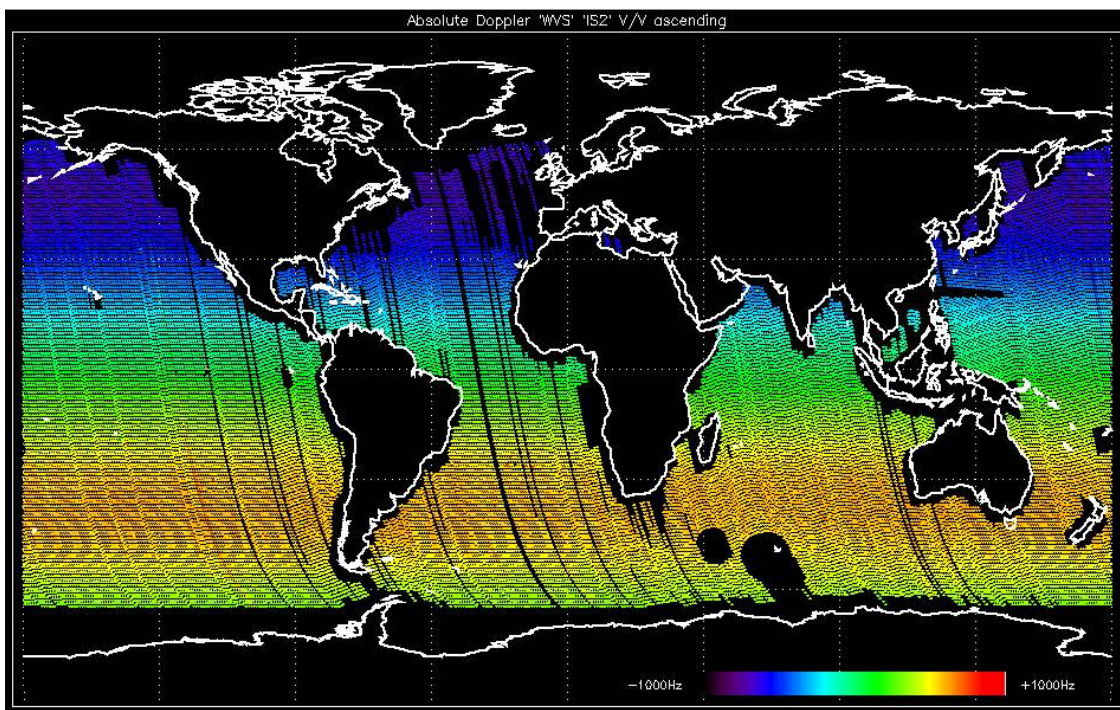 Absolute Doppler 'WVS' 'IS2' V/V ascending
-1000Hz
+1000Hz